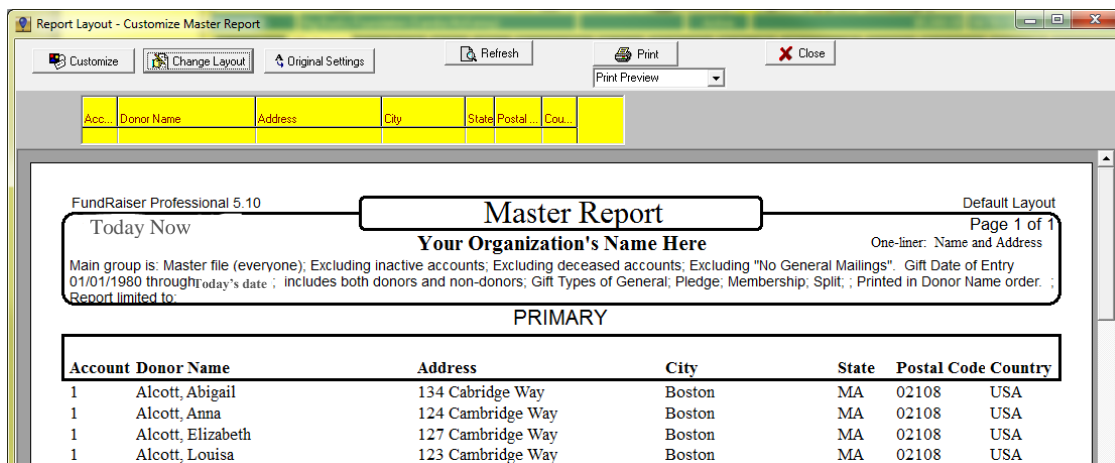 Report Layout - Customize Master Report
Customize Change Layout Original Settings Refresh Print Close
Print Preview
Acc... Donor Name Address City State Postal ... Cou...
FundRaiser Professional 5.10 Master Report Default Layout
Today Now Page 1 of 1
Your Organization's Name Here One-liner: Name and Address
Main group is: Master file (everyone); Excluding inactive accounts; Excluding deceased accounts; Excluding "No General Mailings". Gift Date of Entry
01/01/1980 through Today's date ; includes both donors and non-donors; Gift Types of General; Pledge; Membership; Split; ; Printed in Donor Name order. ;
Report limited to:
PRIMARY
Account Donor Name Address City State Postal Code Country
1 Alcott, Abigail 134 Cabridge Way Boston MA 02108 USA
1 Alcott, Anna 124 Cambridge Way Boston MA 02108 USA
1 Alcott, Elizabeth 127 Cambridge Way Boston MA 02108 USA
1 Alcott, Louisa 123 Cambridge Way Boston MA 02108 USA